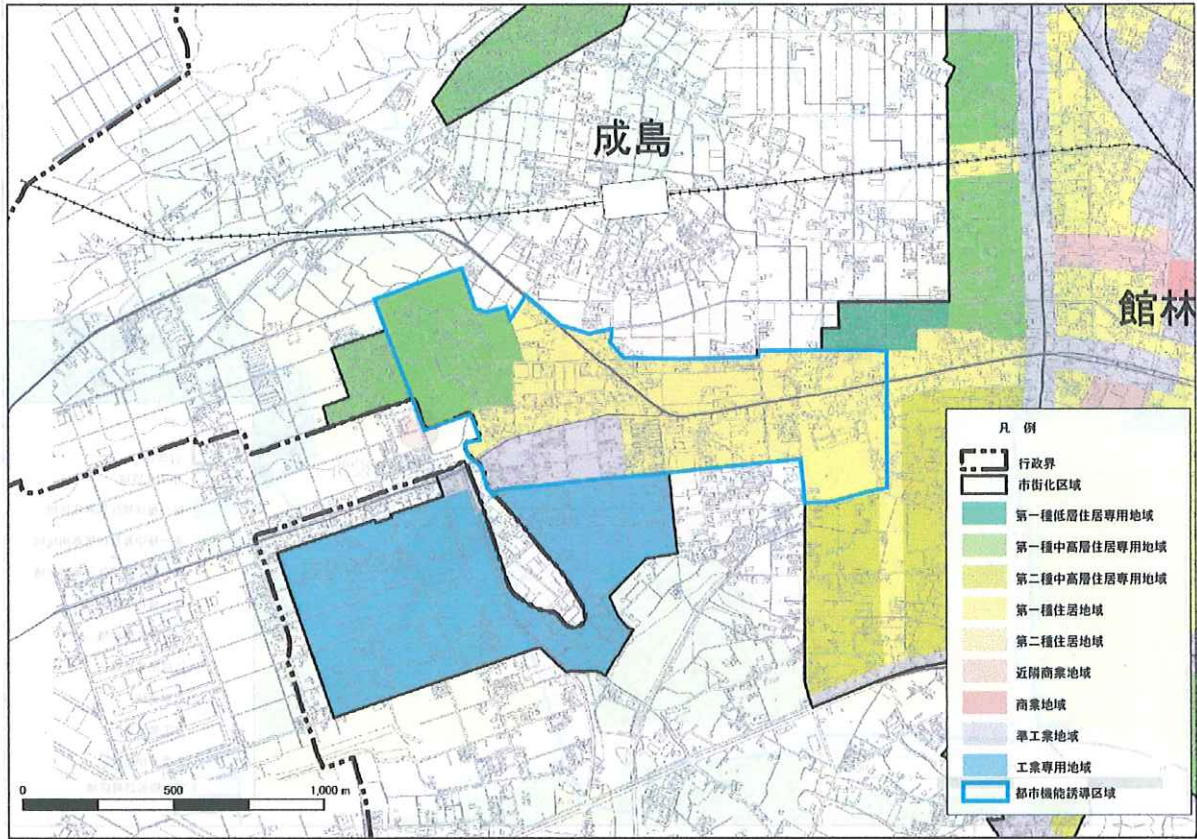 成島
館林
凡 例
行政界
市街化区域
第一種低層住居専用地域
第一種中高層住居専用地域
第二種中高層住居専用地域
第一種住居地域
第二種住居地域
近隣商業地域
商業地域
準工業地域
工業専用地域
都市機能誘導区域
0 500 1,000 m